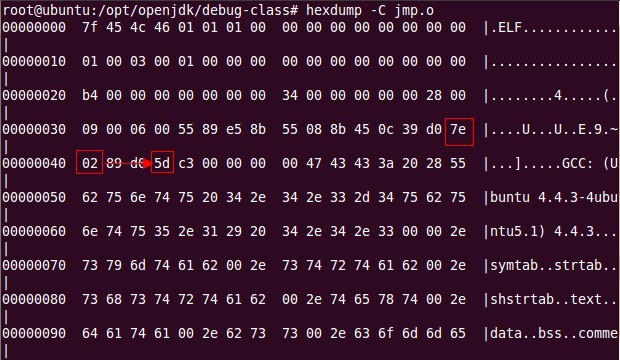 root@ubuntu:/opt/openjdk/debug-class# hexdump -C jmp.o
00000000  7f 45 4c 46 01 01 01 00  00 00 00 00 00 00 00 00  |.ELF............
|
00000010  01 00 03 00 01 00 00 00  00 00 00 00 00 00 00 00  |................
|
00000020  b4 00 00 00 00 00 00 00  34 00 00 00 00 00 28 00  |........4.....(.
|
00000030  09 00 06 00 55 89 e5 8b  55 08 8b 45 0c 39 d0 7e  |....U...U..E.9.~
|
00000040  02 89 d0 5d c3 00 00 00  00 47 43 43 3a 20 28 55  |...].....GCC: (U
|
00000050  62 75 6e 74 75 20 34 2e  34 2e 33 2d 34 75 62 75  |buntu 4.4.3-4ubu
|
00000060  6e 74 75 35 2e 31 29 20  34 2e 34 2e 33 00 00 2e  |ntu5.1) 4.4.3...
|
00000070  73 79 6d 74 61 62 00 2e  73 74 72 74 61 62 00 2e  |symtab..strtab..
|
00000080  73 68 73 74 72 74 61 62  00 2e 74 65 78 74 00 2e  |shstrtab..text..
|
00000090  64 61 74 61 00 2e 62 73  73 00 2e 63 6f 6d 6d 65  |data..bss..comme
|